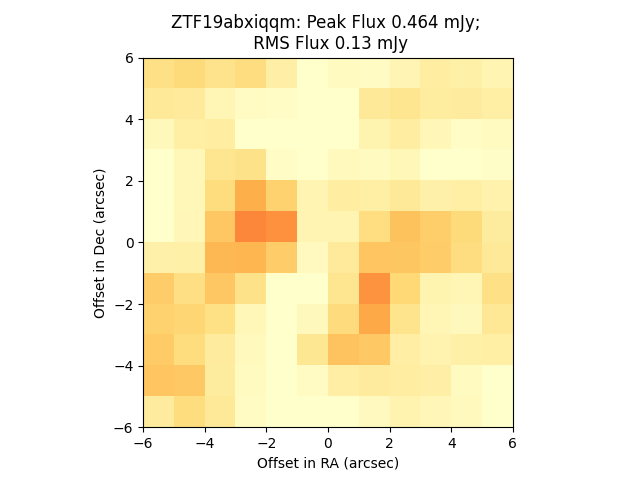 ZTF19abxiqqm: Peak Flux 0.464 mJy;
RMS Flux 0.13 mJy
6
4
2
0
−2
−4
−6
Offset in Dec (arcsec)
−6 −4 −2 0 2 4 6
Offset in RA (arcsec)